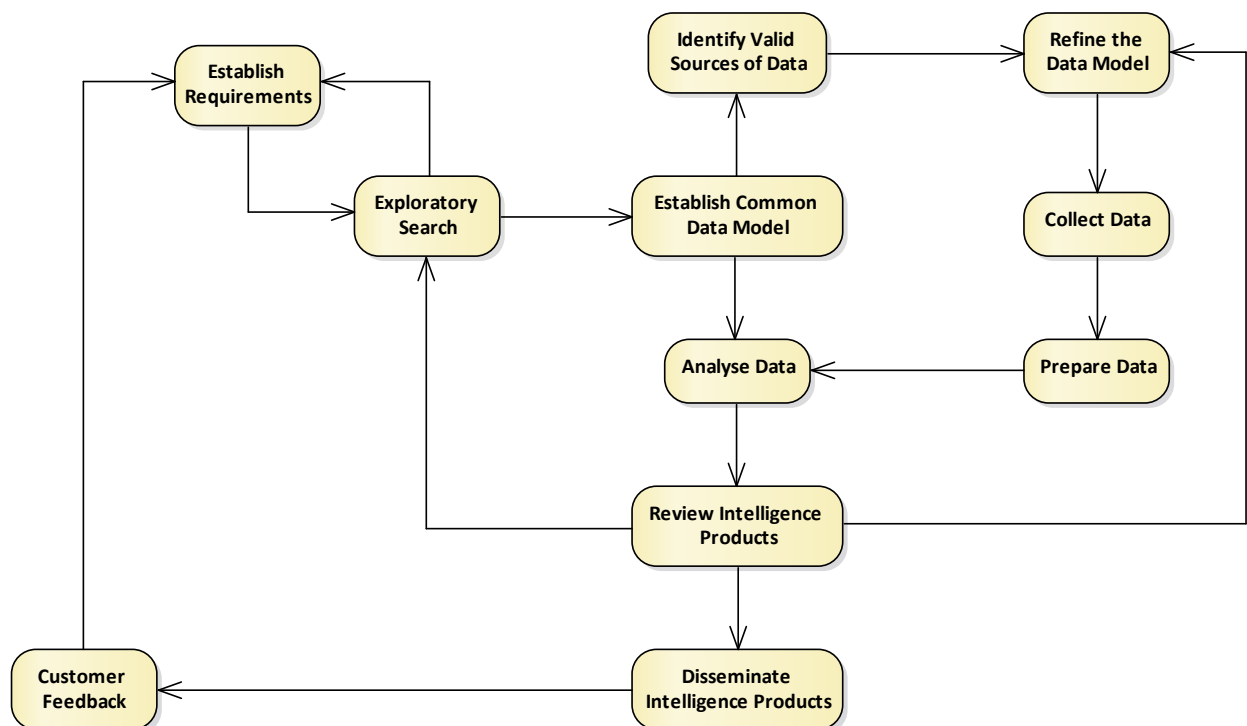 Identify Valid
Sources of Data
Refine the
Data Model
Establish
Requirements
Exploratory
Search
Establish Common
Data Model
Collect Data
Analyse Data
Prepare Data
Review Intelligence
Products
Customer
Feedback
Disseminate
Intelligence Products